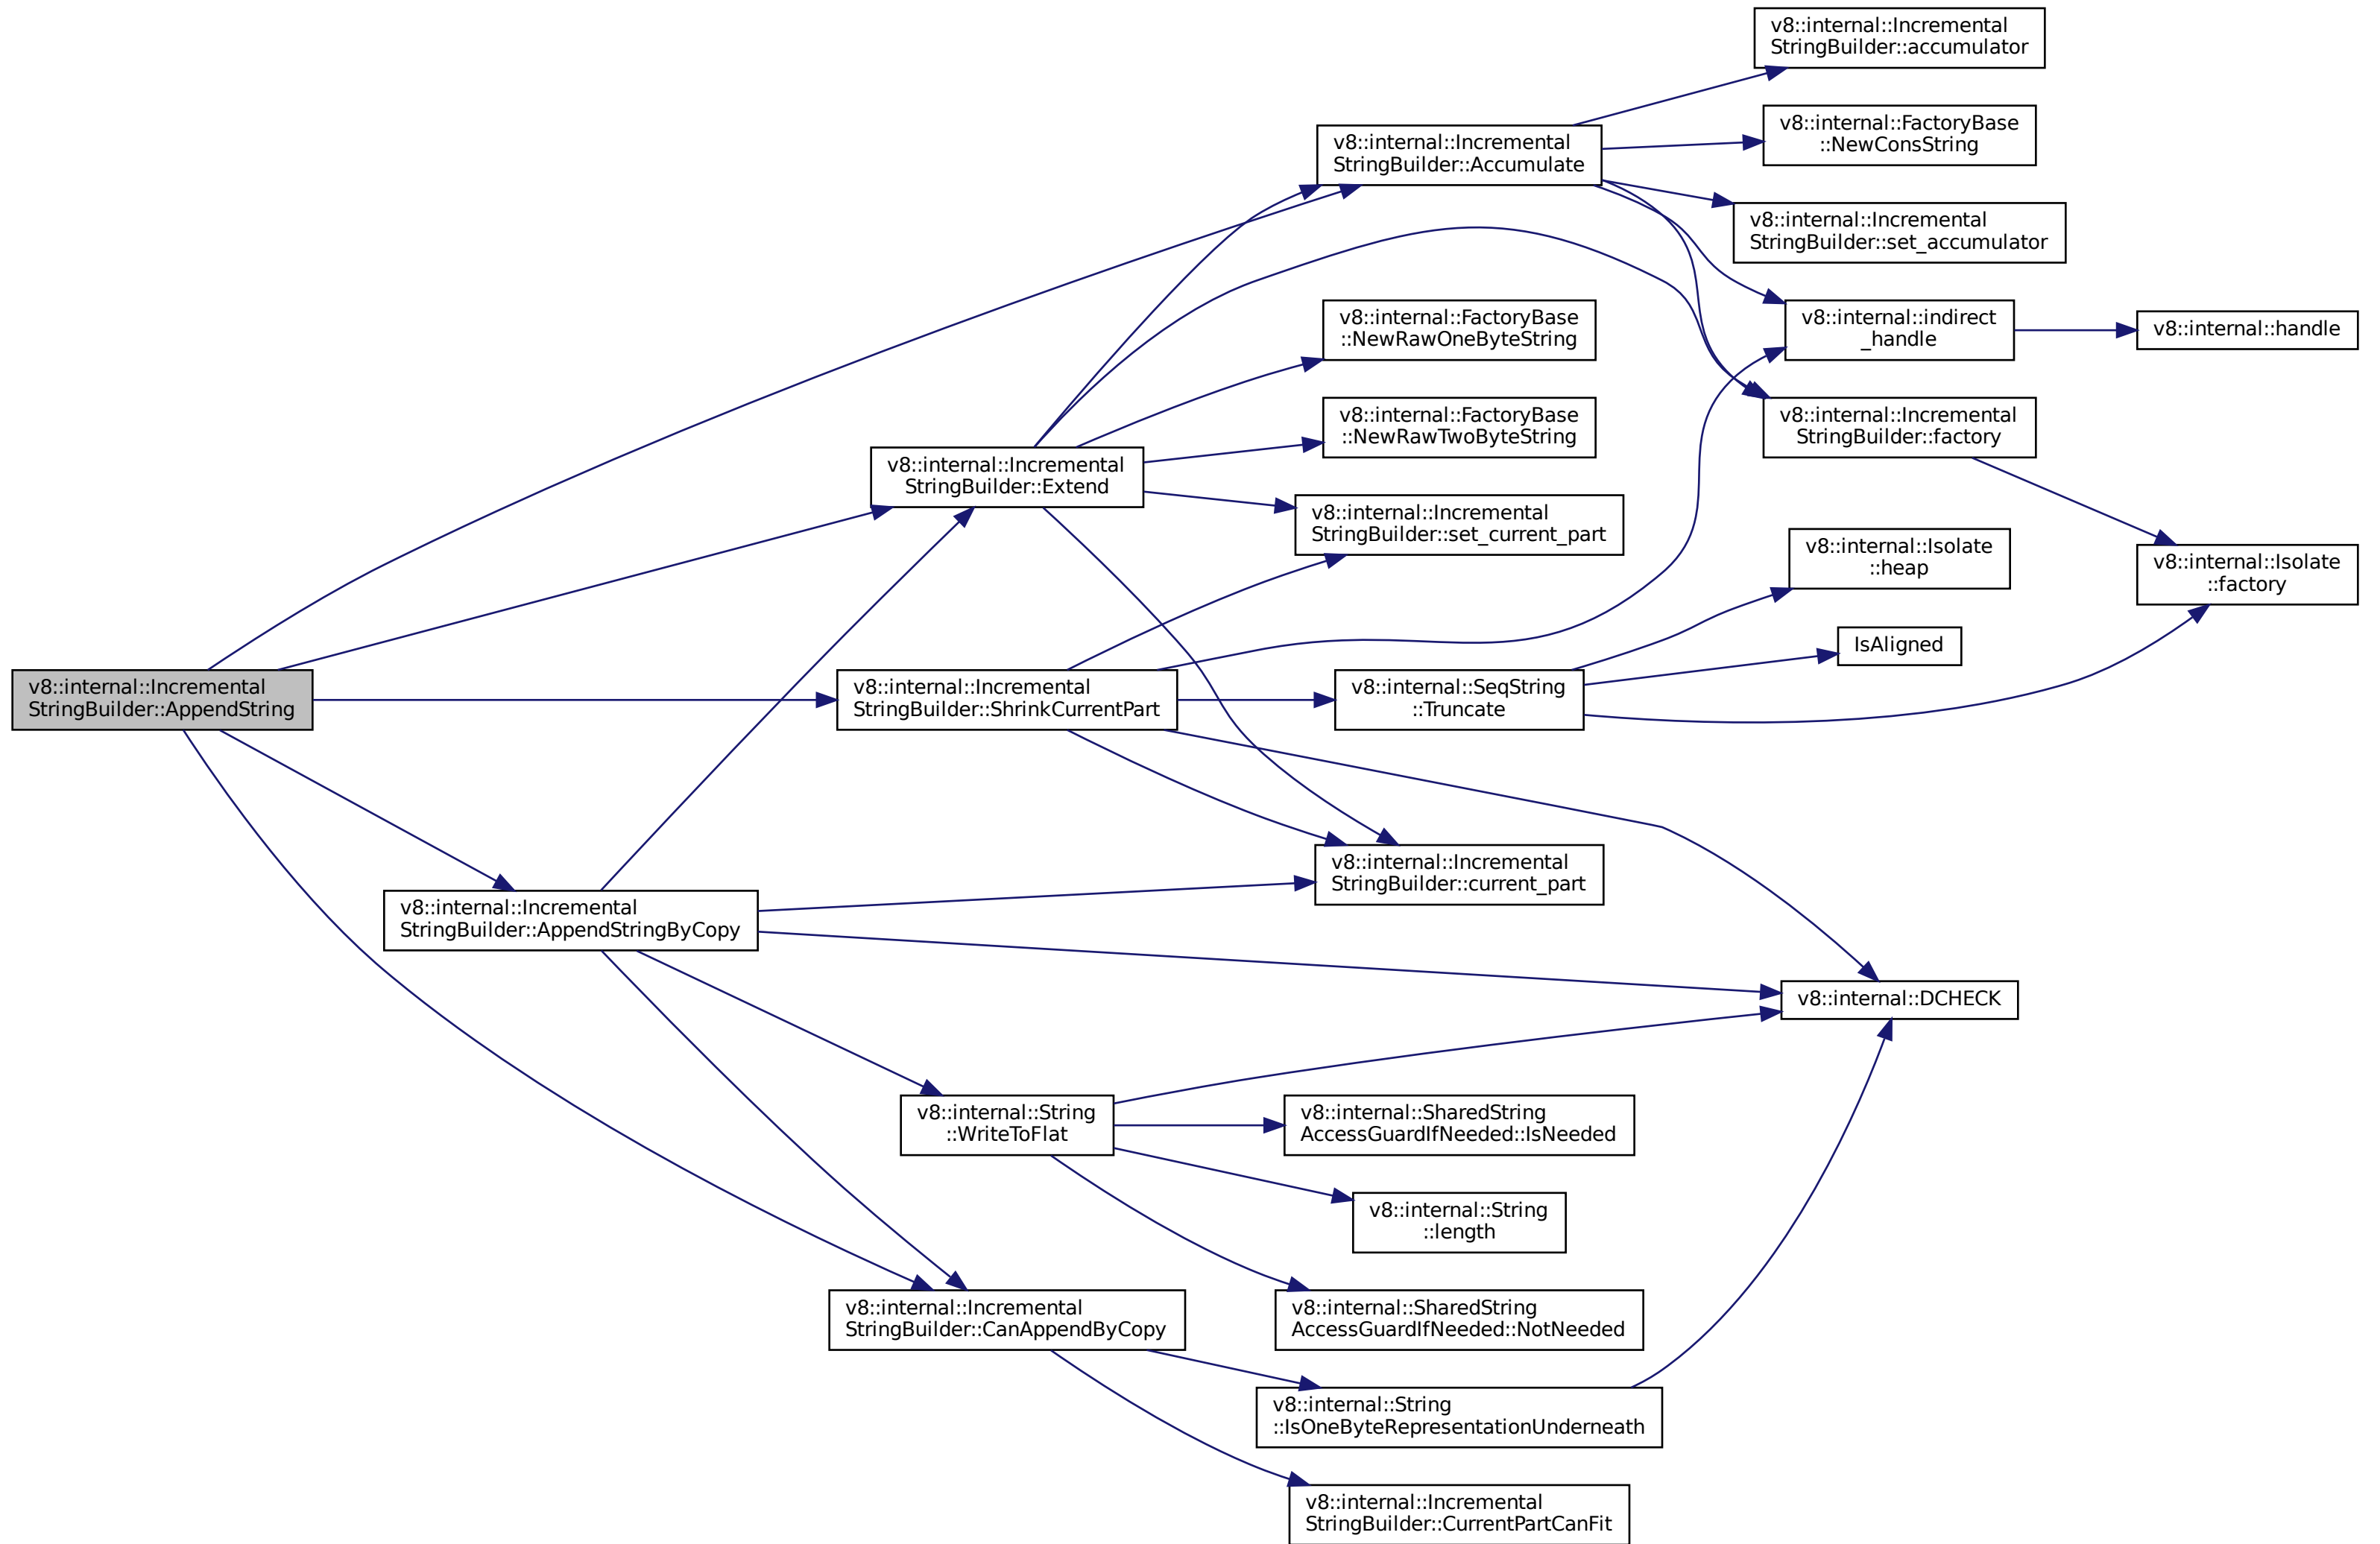 v8::internal::Incremental
StringBuilder::accumulator
v8::internal::FactoryBase
::NewConsString
v8::internal::Incremental
StringBuilder::Accumulate
v8::internal::Incremental
StringBuilder::set_accumulator
v8::internal::FactoryBase
::NewRawOneByteString
v8::internal::indirect
_handle
v8::internal::handle
v8::internal::FactoryBase
::NewRawTwoByteString
v8::internal::Incremental
StringBuilder::factory
v8::internal::Incremental
StringBuilder::Extend
v8::internal::Incremental
StringBuilder::set_current_part
v8::internal::Isolate
::heap
v8::internal::Isolate
::factory
IsAligned
v8::internal::Incremental
StringBuilder::AppendString
v8::internal::Incremental
StringBuilder::ShrinkCurrentPart
v8::internal::SeqString
::Truncate
v8::internal::Incremental
StringBuilder::current_part
v8::internal::Incremental
StringBuilder::AppendStringByCopy
v8::internal::DCHECK
v8::internal::String
::WriteToFlat
v8::internal::SharedString
AccessGuardIfNeeded::IsNeeded
v8::internal::String
::length
v8::internal::Incremental
StringBuilder::CanAppendByCopy
v8::internal::SharedString
AccessGuardIfNeeded::NotNeeded
v8::internal::String
::IsOneByteRepresentationUnderneath
v8::internal::Incremental
StringBuilder::CurrentPartCanFit